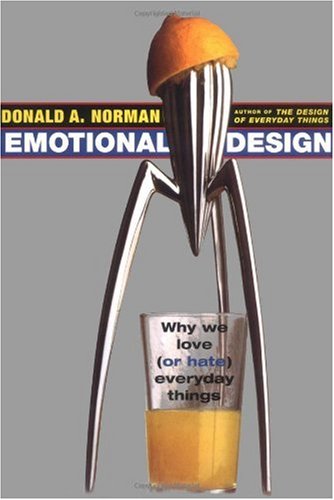 DONALD A. NORMAN
AUTHOR OF THE DESIGN
OF EVERYDAY THINGS
EMOTIONAL DESIGN
Why we
love
(or hate)
everyday
things